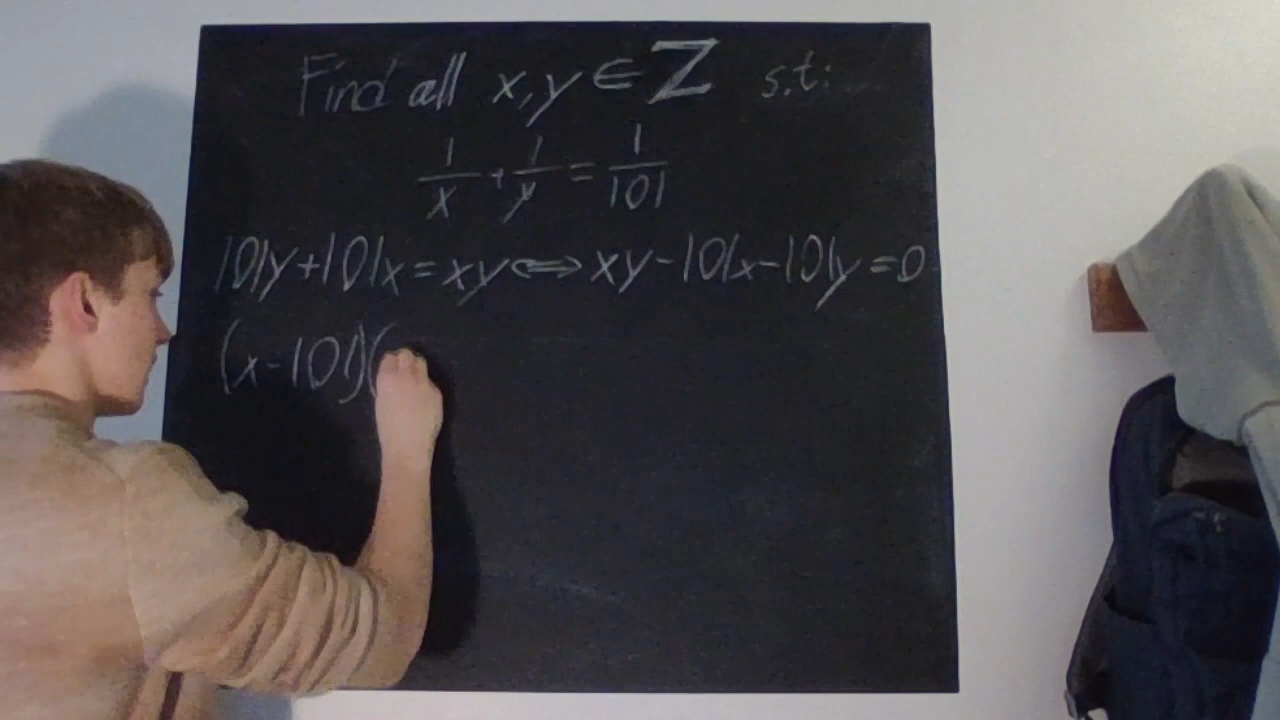 Find all x,y ∈ Z s.t:
1/x + 1/y = 1/101
101y+101x=xy⟺xy-101x-101y=0
(x-101)(